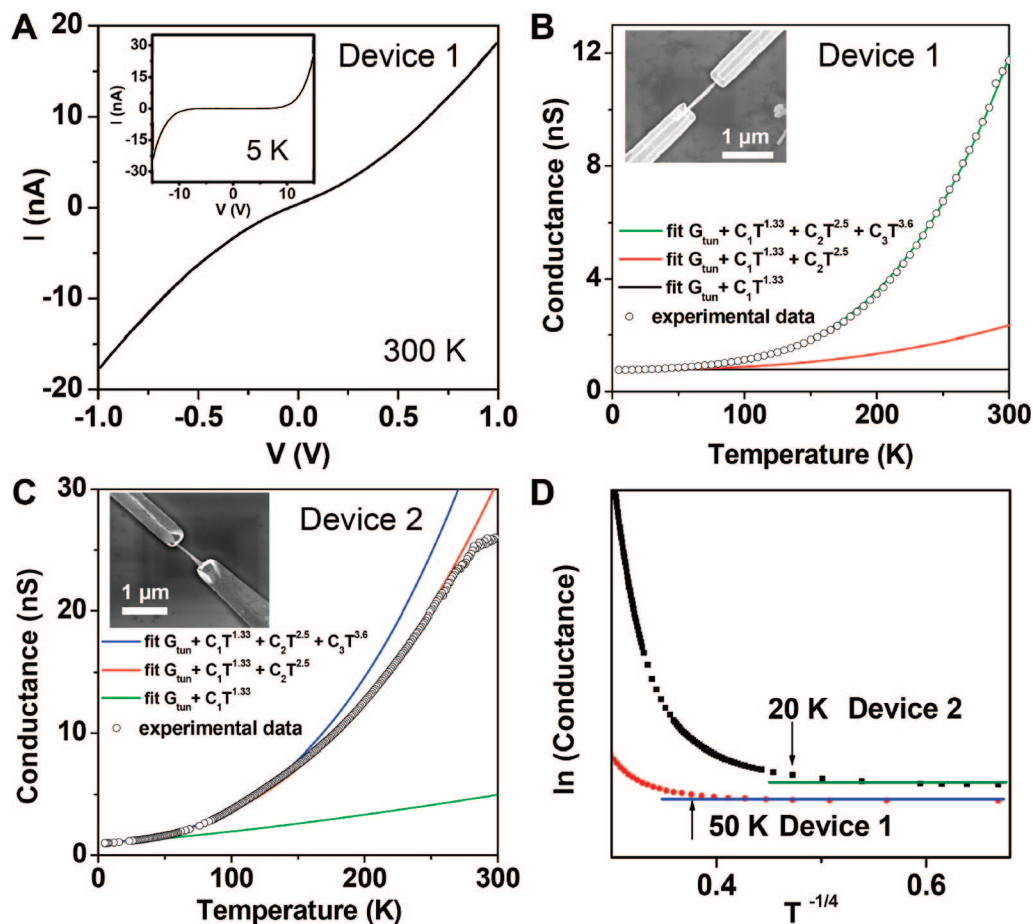 A
Device 1
I (nA)
20
10
0
-10
-20
-1.0
-0.5
0.0
0.5
1.0
V (V)
300 K
I (nA)
30
15
0
-15
-30
5 K
-10
0
10
V (V)
B
Device 1
1 µm
Conductance (nS)
12
8
4
0
fit G_tun + C_1T^1.33 + C_2T^2.5 + C_3T^3.6
fit G_tun + C_1T^1.33 + C_2T^2.5
fit G_tun + C_1T^1.33
experimental data
0
100
200
300
Temperature (K)
C
Device 2
1 µm
Conductance (nS)
30
20
10
0
fit G_tun + C_1T^1.33 + C_2T^2.5 + C_3T^3.6
fit G_tun + C_1T^1.33 + C_2T^2.5
fit G_tun + C_1T^1.33
experimental data
0
50
100
150
200
250
300
Temperature (K)
D
ln (Conductance)
20 K Device 2
50 K Device 1
0.4
0.6
T^-1/4